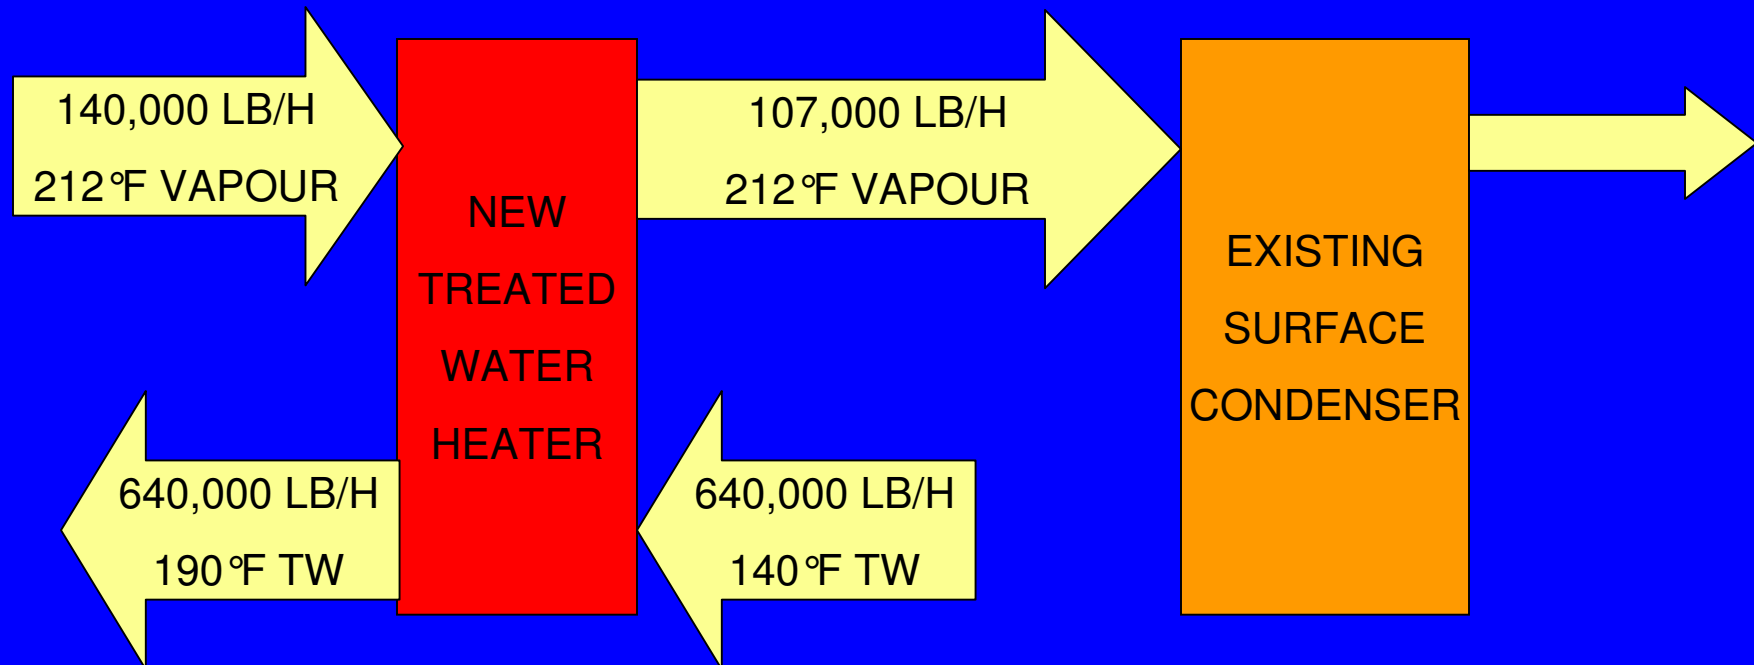 140,000 LB/H
212°F VAPOUR
107,000 LB/H
212°F VAPOUR
NEW
TREATED
WATER
HEATER
EXISTING
SURFACE
CONDENSER
640,000 LB/H
190°F TW
640,000 LB/H
140°F TW